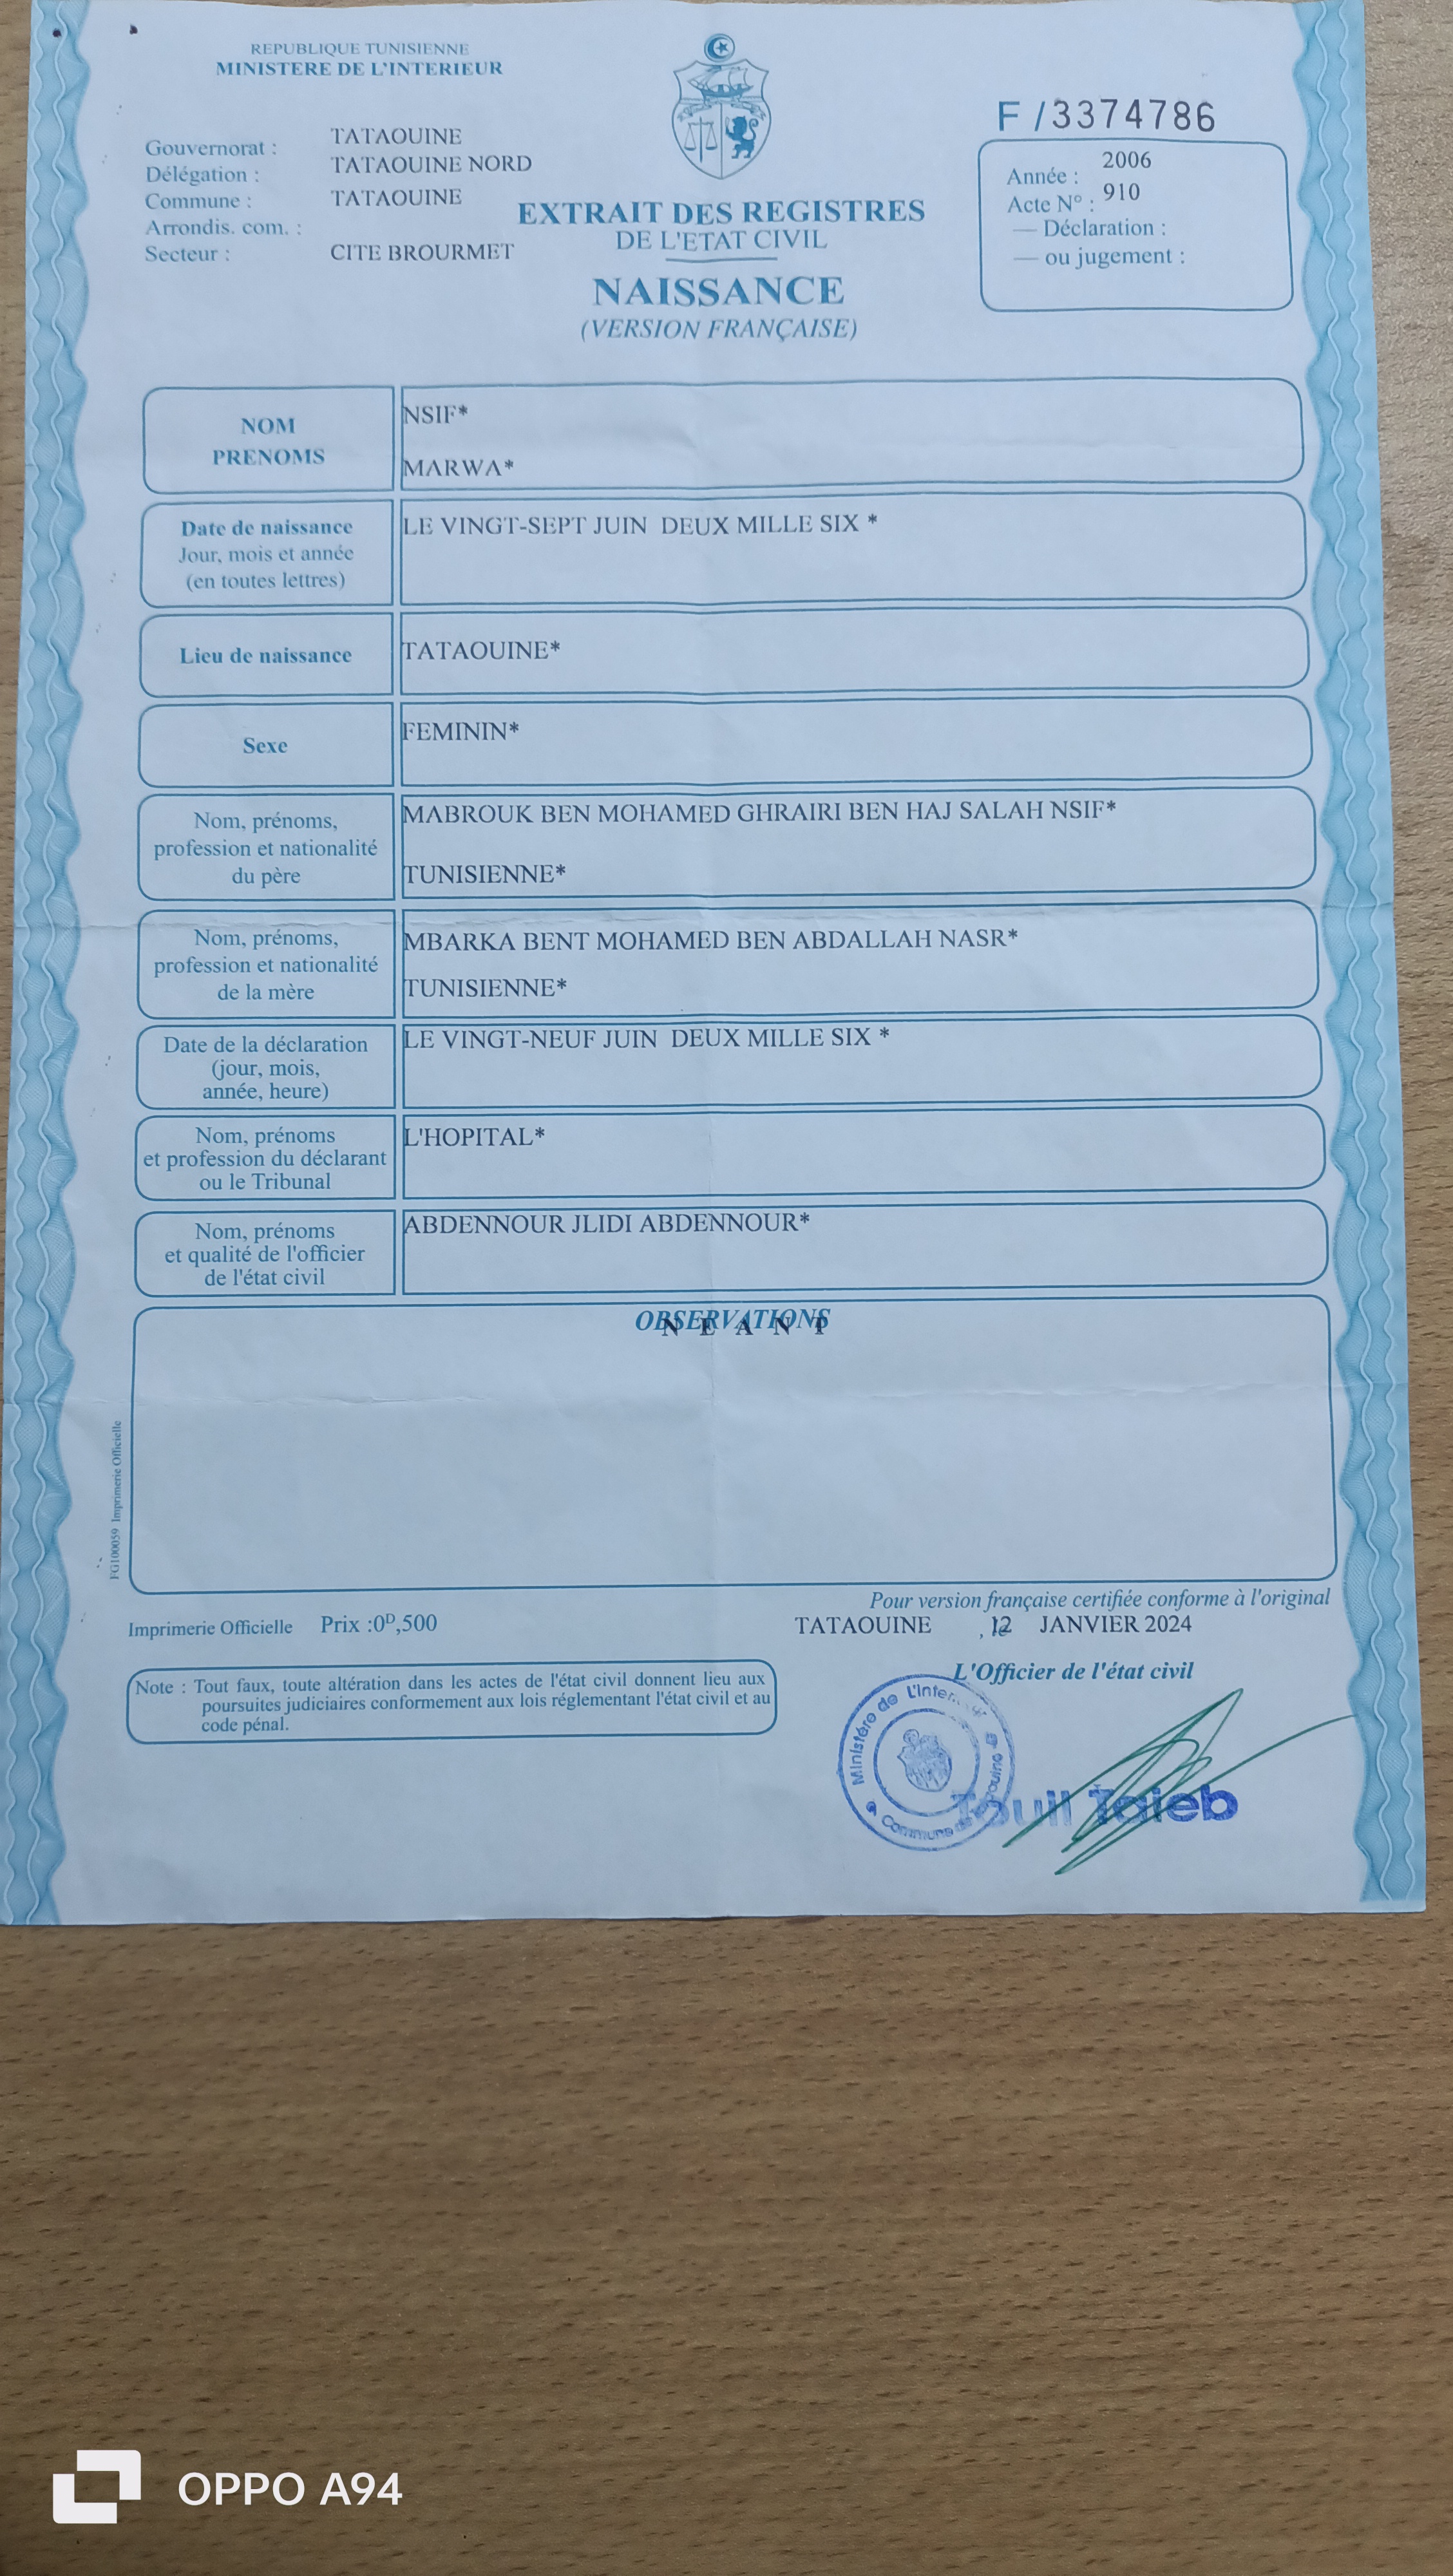 REPUBLIQUE TUNISIENNE
MINISTERE DE L'INTERIEUR
Gouvernorat : TATAOUINE
Délégation : TATAOUINE NORD
Commune : TATAOUINE
Arrondis. com. :
Secteur : CITE BROURMET
EXTRAIT DES REGISTRES
DE L'ETAT CIVIL
NAISSANCE
(VERSION FRANÇAISE)
F /3374786
Année : 2006
Acte N° : 910
— Déclaration :
— ou jugement :
NOM
PRENOMS
NSIF*
MARWA*
Date de naissance
Jour, mois et année
(en toutes lettres)
LE VINGT-SEPT JUIN DEUX MILLE SIX *
Lieu de naissance
TATAOUINE*
Sexe
FEMININ*
Nom, prénoms,
profession et nationalité
du père
MABROUK BEN MOHAMED GHRAIRI BEN HAJ SALAH NSIF*
TUNISIENNE*
Nom, prénoms,
profession et nationalité
de la mère
MBARKA BENT MOHAMED BEN ABDALLAH NASR*
TUNISIENNE*
Date de la déclaration
(jour, mois,
année, heure)
LE VINGT-NEUF JUIN DEUX MILLE SIX *
Nom, prénoms
et profession du déclarant
ou le Tribunal
L'HOPITAL*
Nom, prénoms
et qualité de l'officier
de l'état civil
ABDENNOUR JLIDI ABDENNOUR*
OBSERVATIONS
N E A N T
FG100059 Imprimerie Officielle
Pour version française certifiée conforme à l'original
Imprimerie Officielle Prix :0D,500
TATAOUINE , le 12 JANVIER 2024
L'Officier de l'état civil
Note : Tout faux, toute altération dans les actes de l'état civil donnent lieu aux
poursuites judiciaires conformement aux lois réglementant l'état civil et au
code pénal.
Ministére de L'Interieur
Commune de Tataouine
Touil Taieb
OPPO A94